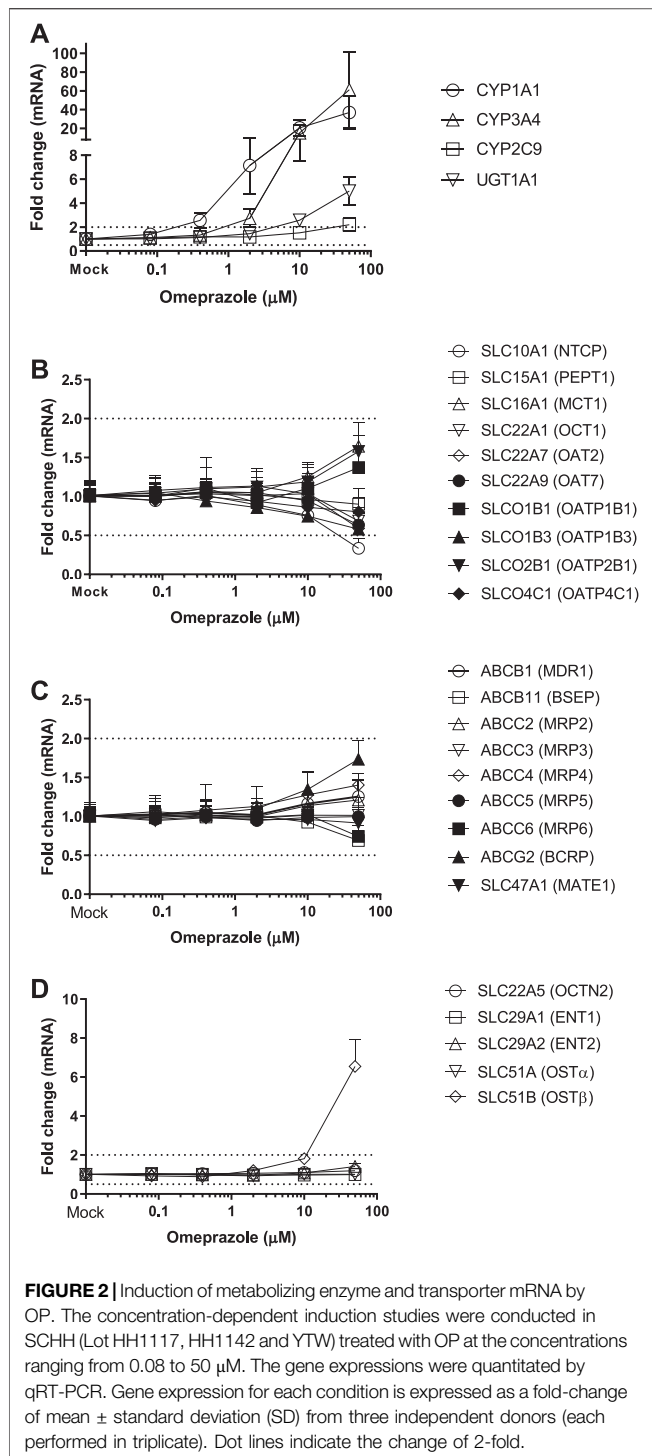 A
Fold change (mRNA)
100
80
60
40
20
8
6
4
2
0
Mock
0.1
1
10
100
Omeprazole (μM)
CYP1A1
CYP3A4
CYP2C9
UGT1A1
B
Fold change (mRNA)
2.5
2.0
1.5
1.0
0.5
0.0
Mock
0.1
1
10
100
Omeprazole (μM)
SLC10A1 (NTCP)
SLC15A1 (PEPT1)
SLC16A1 (MCT1)
SLC22A1 (OCT1)
SLC22A7 (OAT2)
SLC22A9 (OAT7)
SLCO1B1 (OATP1B1)
SLCO1B3 (OATP1B3)
SLCO2B1 (OATP2B1)
SLCO4C1 (OATP4C1)
C
Fold change (mRNA)
2.5
2.0
1.5
1.0
0.5
0.0
Mock
0.1
1
10
100
Omeprazole (μM)
ABCB1 (MDR1)
ABCB11 (BSEP)
ABCC2 (MRP2)
ABCC3 (MRP3)
ABCC4 (MRP4)
ABCC5 (MRP5)
ABCC6 (MRP6)
ABCG2 (BCRP)
SLC47A1 (MATE1)
D
Fold change (mRNA)
10
8
6
4
2
0
Mock
0.1
1
10
100
Omeprazole (μM)
SLC22A5 (OCTN2)
SLC29A1 (ENT1)
SLC29A2 (ENT2)
SLC51A (OSTα)
SLC51B (OSTβ)
FIGURE 2 | Induction of metabolizing enzyme and transporter mRNA by
OP. The concentration-dependent induction studies were conducted in
SCHH (Lot HH1117, HH1142 and YTW) treated with OP at the concentrations
ranging from 0.08 to 50 μM. The gene expressions were quantitated by
qRT-PCR. Gene expression for each condition is expressed as a fold-change
of mean ± standard deviation (SD) from three independent donors (each
performed in triplicate). Dot lines indicate the change of 2-fold.